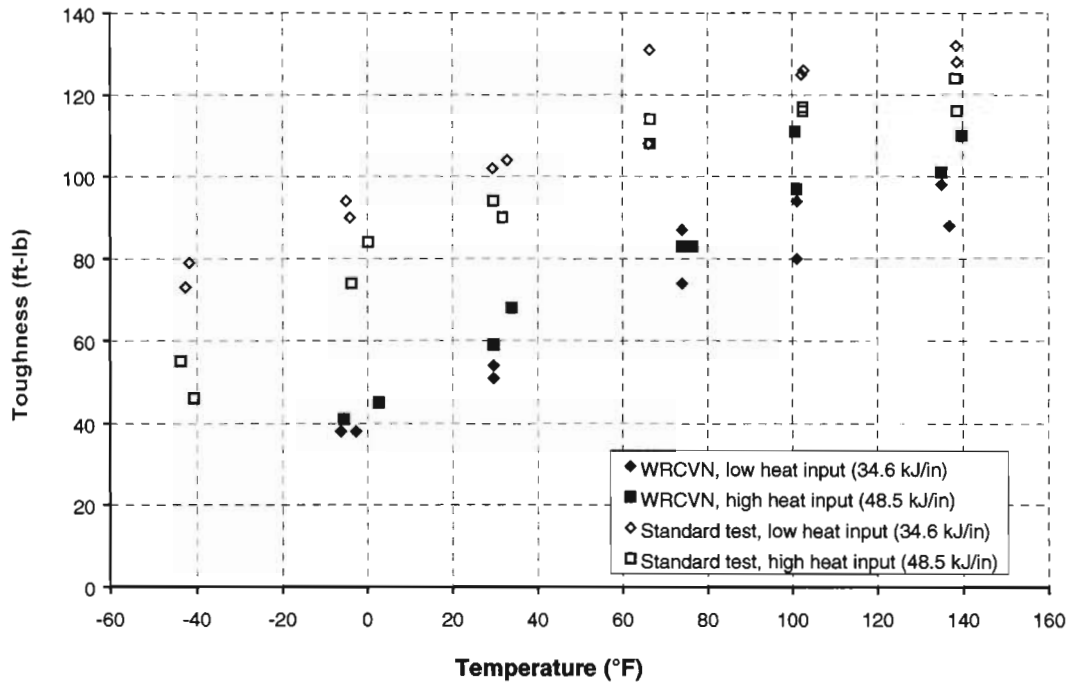 140
120
100
80
60
40
20
0
Toughness (ft-lb)
WRCVN, low heat input (34.6 kJ/in)
WRCVN, high heat input (48.5 kJ/in)
Standard test, low heat input (34.6 kJ/in)
Standard test, high heat input (48.5 kJ/in)
-60 -40 -20 0 20 40 60 80 100 120 140 160
Temperature (°F)